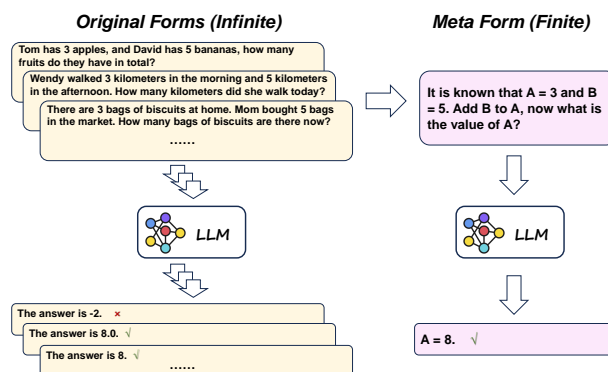 Original Forms (Infinite)
Meta Form (Finite)
Tom has 3 apples, and David has 5 bananas, how many
fruits do they have in total?
Wendy walked 3 kilometers in the morning and 5 kilometers
in the afternoon. How many kilometers did she walk today?
There are 3 bags of biscuits at home. Mom bought 5 bags
in the market. How many bags of biscuits are there now?
......
It is known that A = 3 and B
= 5. Add B to A, now what is
the value of A?
LLM
LLM
The answer is -2. ×
The answer is 8.0. √
The answer is 8. √
......
A = 8. √